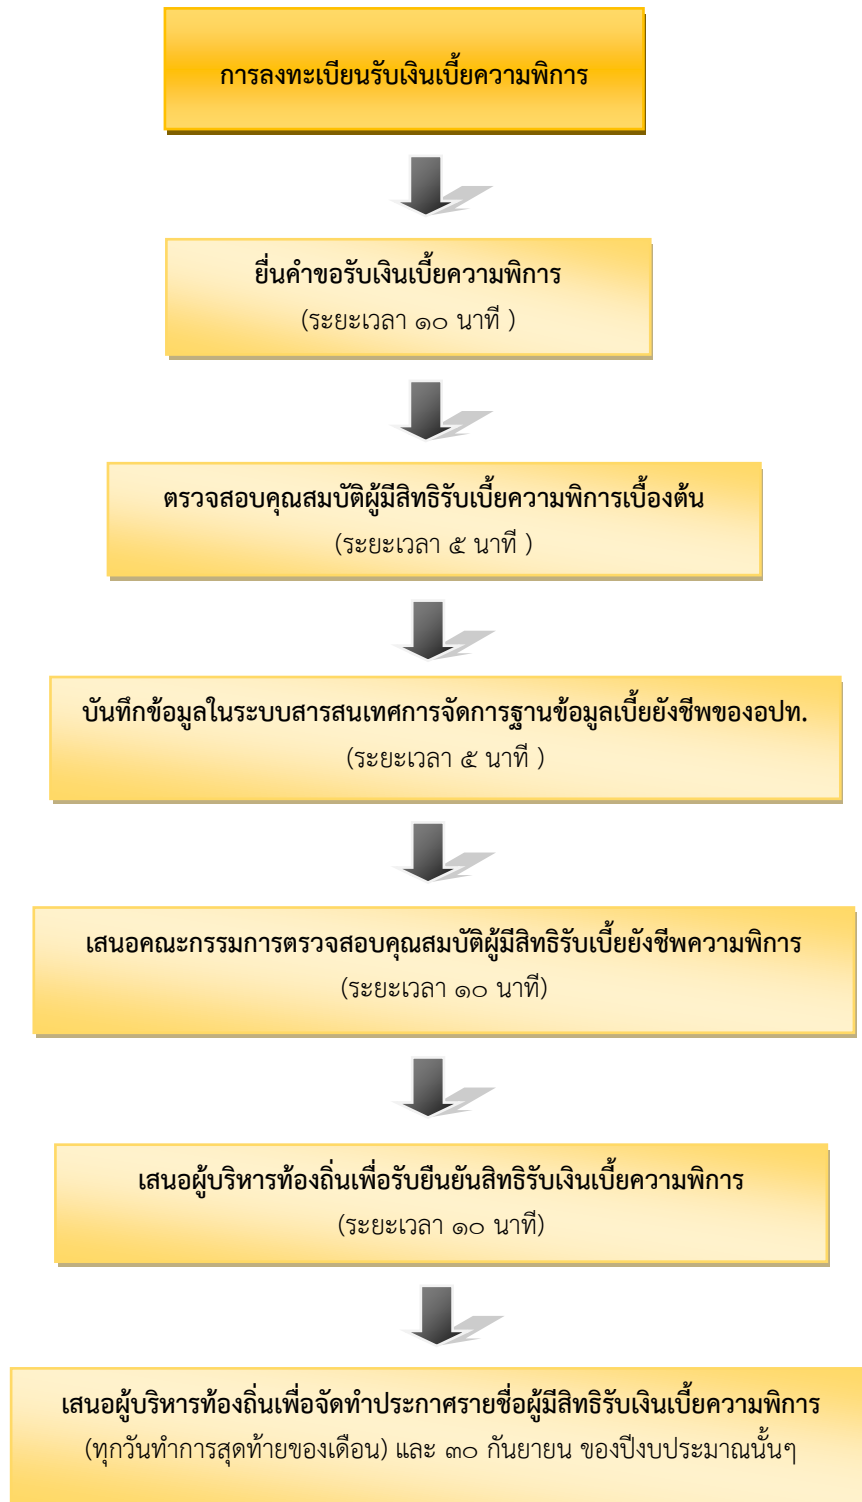 การลงทะเบียนรับเงินเบี้ยความพิการ
ยื่นคำขอรับเงินเบี้ยความพิการ
(ระยะเวลา ๑๐ นาที )
ตรวจสอบคุณสมบัติผู้มีสิทธิรับเบี้ยความพิการเบื้องต้น
(ระยะเวลา ๕ นาที )
บันทึกข้อมูลในระบบสารสนเทศการจัดการฐานข้อมูลเบี้ยยังชีพของอปท.
(ระยะเวลา ๕ นาที )
เสนอคณะกรรมการตรวจสอบคุณสมบัติผู้มีสิทธิรับเบี้ยยังชีพความพิการ
(ระยะเวลา ๑๐ นาที)
เสนอผู้บริหารท้องถิ่นเพื่อรับยืนยันสิทธิรับเงินเบี้ยความพิการ
(ระยะเวลา ๑๐ นาที)
เสนอผู้บริหารท้องถิ่นเพื่อจัดทำประกาศรายชื่อผู้มีสิทธิรับเงินเบี้ยความพิการ
(ทุกวันทำการสุดท้ายของเดือน) และ ๓๐ กันยายน ของปีงบประมาณนั้นๆ